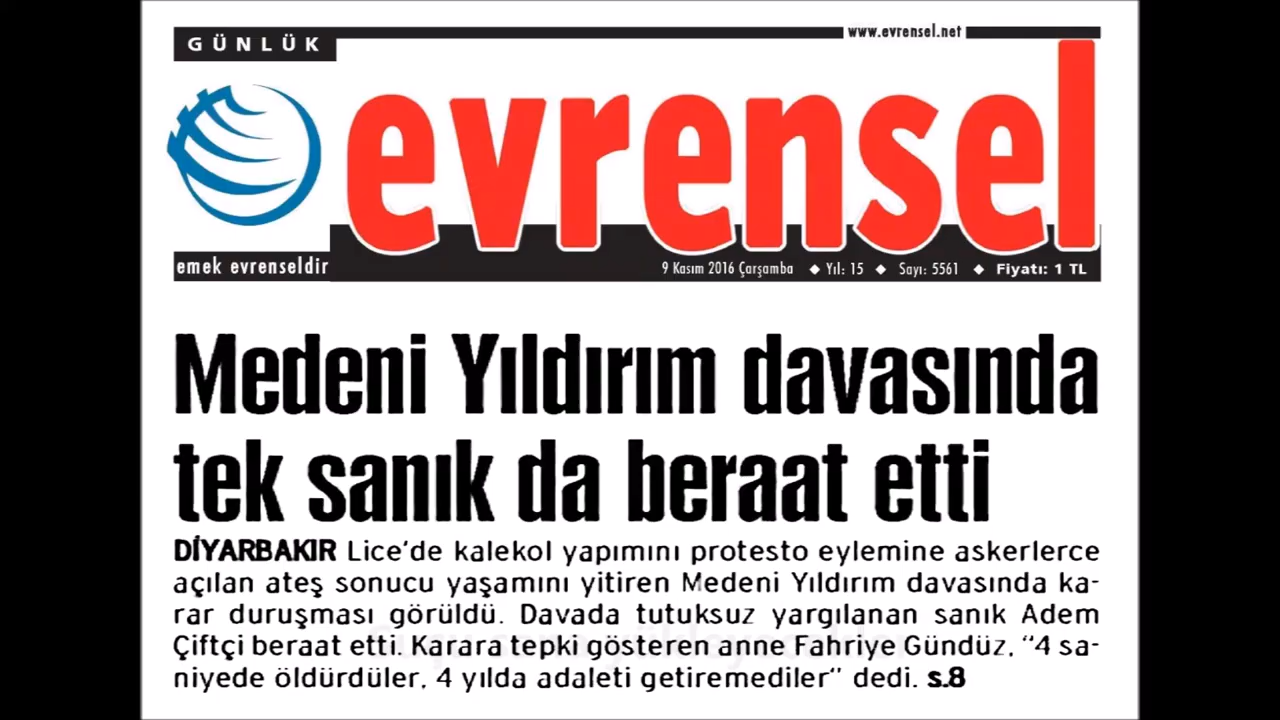 GÜNLÜK
www.evrensel.net
evrensel
emek evrenseldir
9 Kasım 2016 Çarşamba ◆ Yıl: 15 ◆ Sayı: 5561 ◆ Fiyatı: 1 TL
Medeni Yıldırım davasında
tek sanık da beraat etti
DİYARBAKIR Lice'de kalekol yapımını protesto eylemine askerlerce
açılan ateş sonucu yaşamını yitiren Medeni Yıldırım davasında ka-
rar duruşması görüldü. Davada tutuksuz yargılanan sanık Adem
Çiftçi beraat etti. Karara tepki gösteren anne Fahriye Gündüz, "4 sa-
niyede öldürdüler, 4 yılda adaleti getiremediler" dedi. s.8